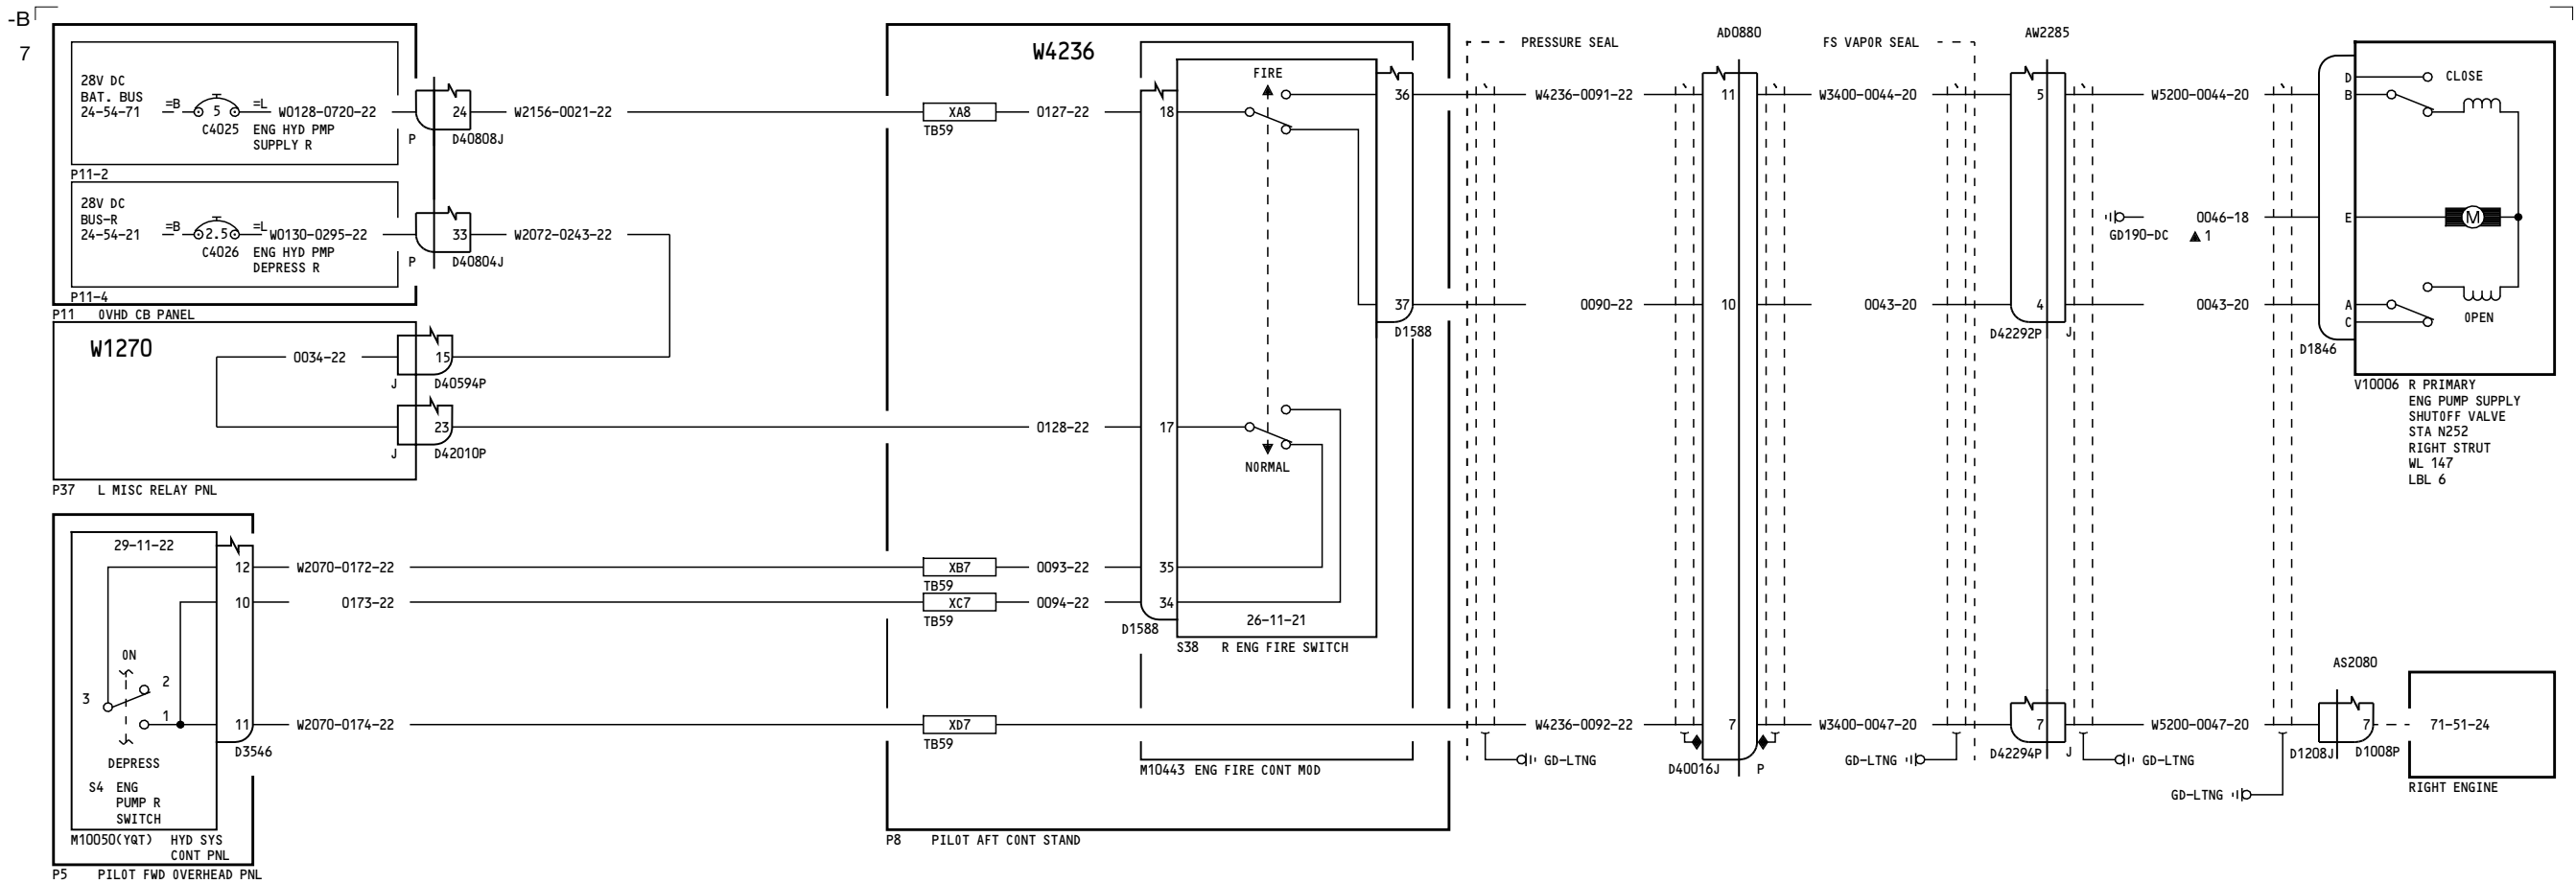 -B
7
28V DC
BAT. BUS
24-54-71
=B
5
=L
W0128-0720-22
C4025
ENG HYD PMP
SUPPLY R
P11-2
24
P
D40808J
W2156-0021-22
28V DC
BUS-R
24-54-21
=B
2.5
=L
W0130-0295-22
C4026
ENG HYD PMP
DEPRESS R
P11-4
P11 OVHD CB PANEL
33
P
D40804J
W2072-0243-22
W1270
0034-22
15
J
D40594P
23
J
D42010P
P37 L MISC RELAY PNL
29-11-22
12
W2070-0172-22
10
0173-22
ON
3
2
1
11
W2070-0174-22
D3546
DEPRESS
S4 ENG
PUMP R
SWITCH
M10050(YQT) HYD SYS
CONT PNL
P5 PILOT FWD OVERHEAD PNL
W4236
XA8
TB59
0127-22
18
FIRE
36
37
D1588
0128-22
17
NORMAL
XB7
TB59
0093-22
35
XC7
TB59
0094-22
34
D1588
26-11-21
S38 R ENG FIRE SWITCH
XD7
TB59
M10443 ENG FIRE CONT MOD
P8 PILOT AFT CONT STAND
PRESSURE SEAL
W4236-0091-22
0090-22
W4236-0092-22
GD-LTNG
AD0880
11
10
7
D40016J P
FS VAPOR SEAL
W3400-0044-20
0043-20
W3400-0047-20
GD-LTNG
AW2285
5
4
D42292P J
7
D42294P J
W5200-0044-20
GD190-DC
1
0046-18
0043-20
W5200-0047-20
GD-LTNG
GD-LTNG
D
B
E
A
C
D1846
CLOSE
M
OPEN
V10006 R PRIMARY
ENG PUMP SUPPLY
SHUTOFF VALVE
STA N252
RIGHT STRUT
WL 147
LBL 6
AS2080
7
D1208J D1008P
71-51-24
RIGHT ENGINE